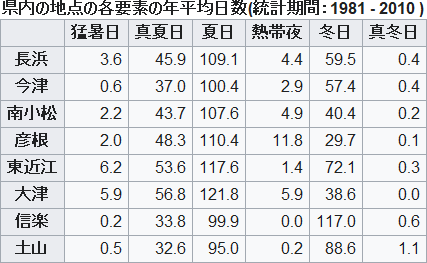 県内の地点の各要素の年平均日数(統計期間：1981 - 2010 )
猛暑日 真夏日 夏日 熱帯夜 冬日 真冬日
長浜 3.6 45.9 109.1 4.4 59.5 0.4
今津 0.6 37.0 100.4 2.9 57.4 0.4
南小松 2.2 43.7 107.6 4.9 40.4 0.2
彦根 2.0 48.3 110.4 11.8 29.7 0.1
東近江 6.2 53.6 117.6 1.4 72.1 0.3
大津 5.9 56.8 121.8 5.9 38.6 0.0
信楽 0.2 33.8 99.9 0.0 117.0 0.6
土山 0.5 32.6 95.0 0.2 88.6 1.1